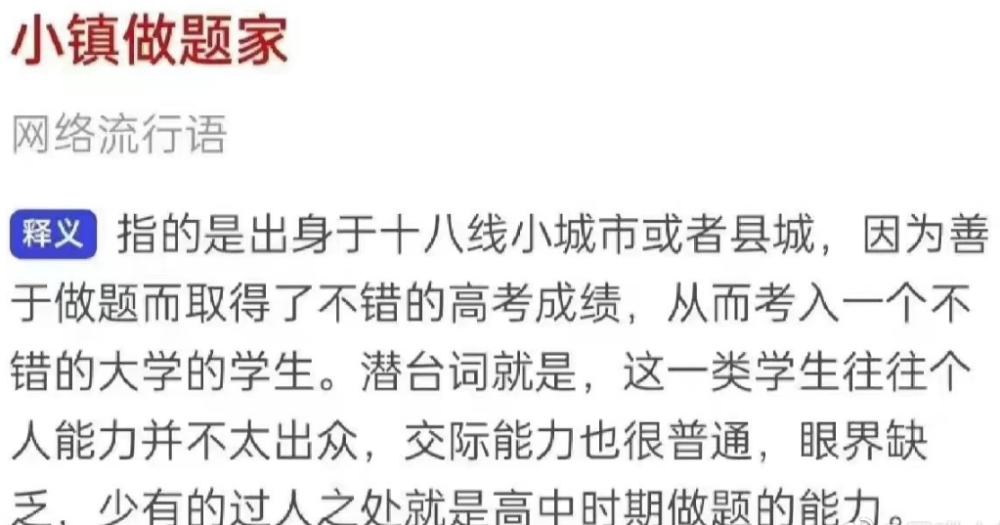 小镇做题家
网络流行语
释义 指的是出身于十八线小城市或者县城，因为善
于做题而取得了不错的高考成绩，从而考入一个不
错的大学的学生。潜台词就是，这一类学生往往个
人能力并不太出众，交际能力也很普通，眼界缺
乏，少有的过人之处就是高中时期做题的能力。